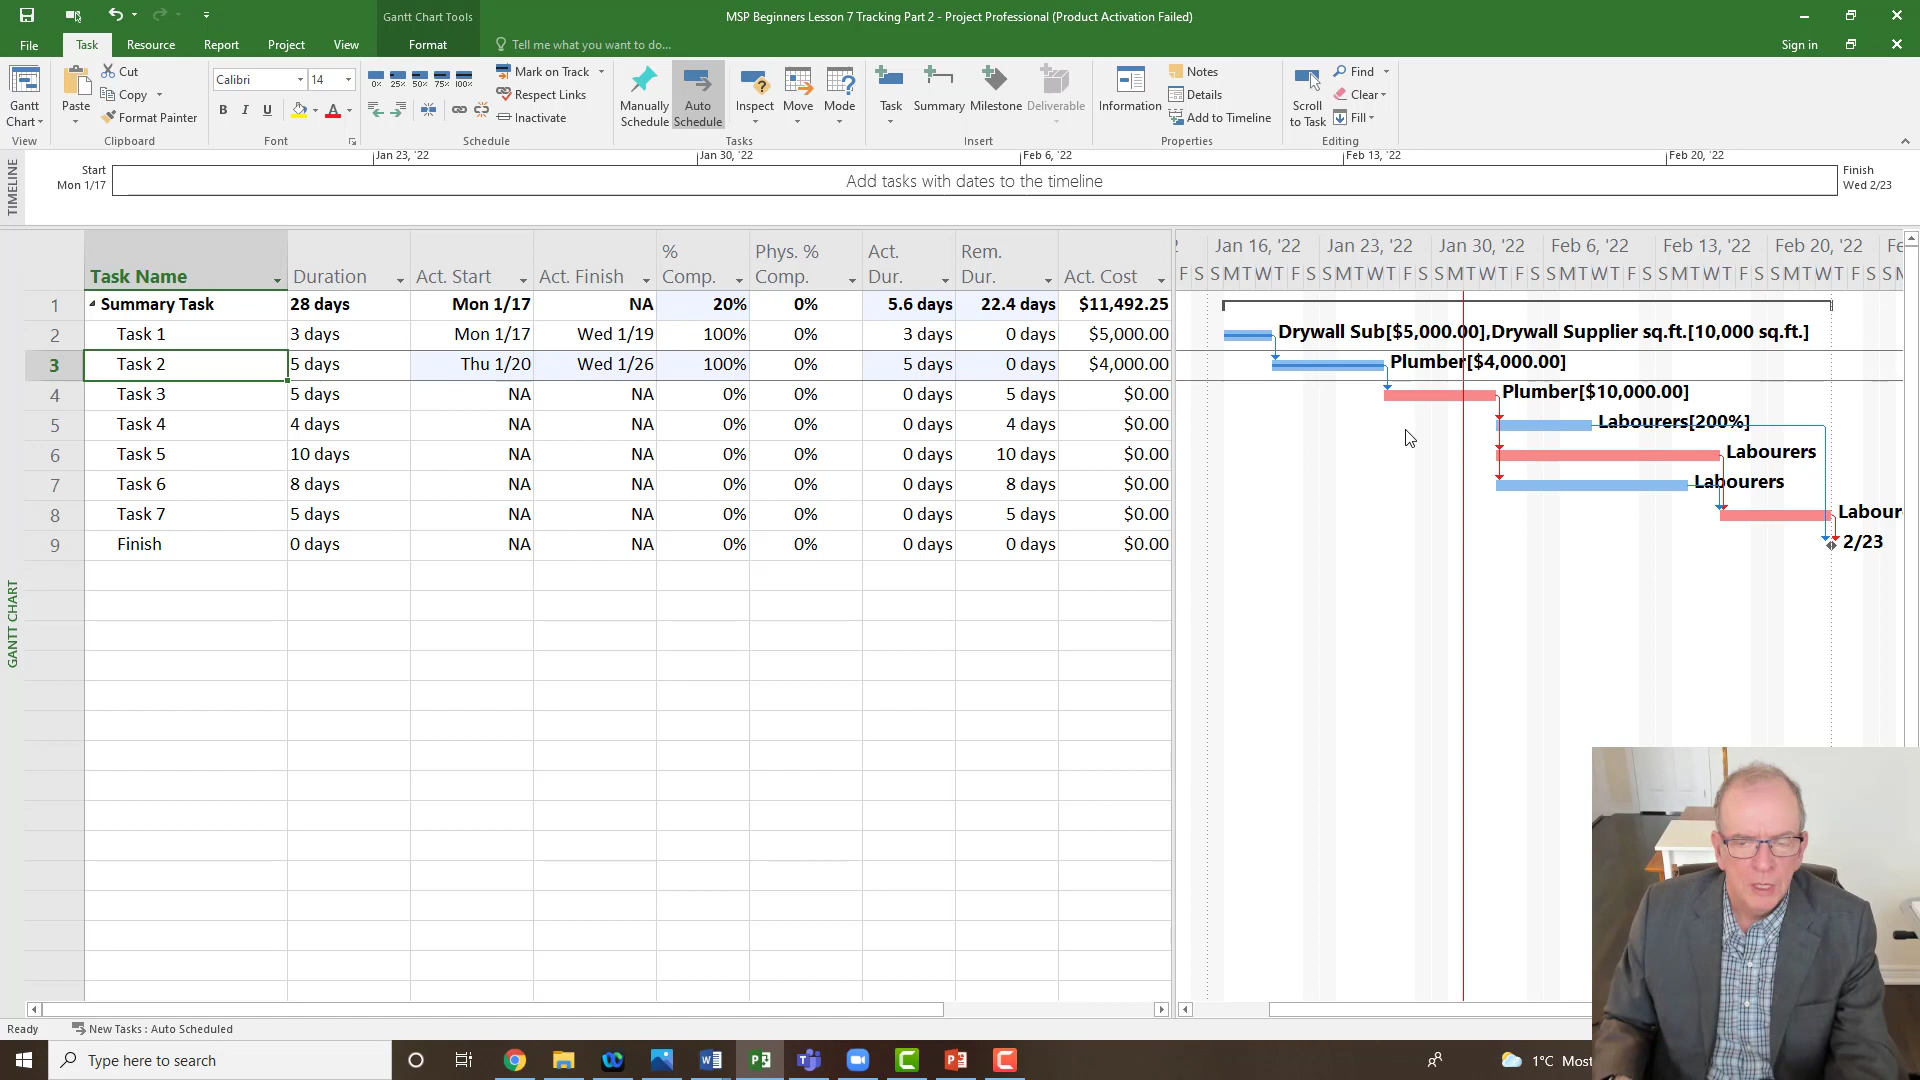 Gantt Chart Tools
MSP Beginners Lesson 7 Tracking Part 2 - Project Professional (Product Activation Failed)
File Task Resource Report Project View Format Tell me what you want to do... Sign in
Gantt Chart
View
Paste
Cut
Copy
Format Painter
Clipboard
Calibri 14
B I U A
Font
0% 25% 50% 75% 100%
Mark on Track
Respect Links
Inactivate
Schedule
Manually Schedule
Auto Schedule
Inspect
Move
Mode
Tasks
Task
Summary
Milestone
Deliverable
Insert
Information
Notes
Details
Add to Timeline
Properties
Scroll to Task
Find
Clear
Fill
Editing
TIMELINE
Jan 23, '22 Jan 30, '22 Feb 6, '22 Feb 13, '22 Feb 20, '22
Start
Mon 1/17
Add tasks with dates to the timeline
Finish
Wed 2/23
Task Name Duration Act. Start Act. Finish % Comp. Phys. % Comp. Act. Dur. Rem. Dur. Act. Cost
1 Summary Task 28 days Mon 1/17 NA 20% 0% 5.6 days 22.4 days $11,492.25
2 Task 1 3 days Mon 1/17 Wed 1/19 100% 0% 3 days 0 days $5,000.00
3 Task 2 5 days Thu 1/20 Wed 1/26 100% 0% 5 days 0 days $4,000.00
4 Task 3 5 days NA NA 0% 0% 0 days 5 days $0.00
5 Task 4 4 days NA NA 0% 0% 0 days 4 days $0.00
6 Task 5 10 days NA NA 0% 0% 0 days 10 days $0.00
7 Task 6 8 days NA NA 0% 0% 0 days 8 days $0.00
8 Task 7 5 days NA NA 0% 0% 0 days 5 days $0.00
9 Finish 0 days NA NA 0% 0% 0 days 0 days $0.00
GANTT CHART
2 Jan 16, '22 Jan 23, '22 Jan 30, '22 Feb 6, '22 Feb 13, '22 Feb 20, '22 Fe
F S S M T W T F S S M T W T F S S M T W T F S S M T W T F S S M T W T F S S M T W T F S S M
Drywall Sub[$5,000.00],Drywall Supplier sq.ft.[10,000 sq.ft.]
Plumber[$4,000.00]
Plumber[$10,000.00]
Labourers[200%]
Labourers
Labourers
Labour
2/23
Ready New Tasks : Auto Scheduled
Type here to search
1°C Most